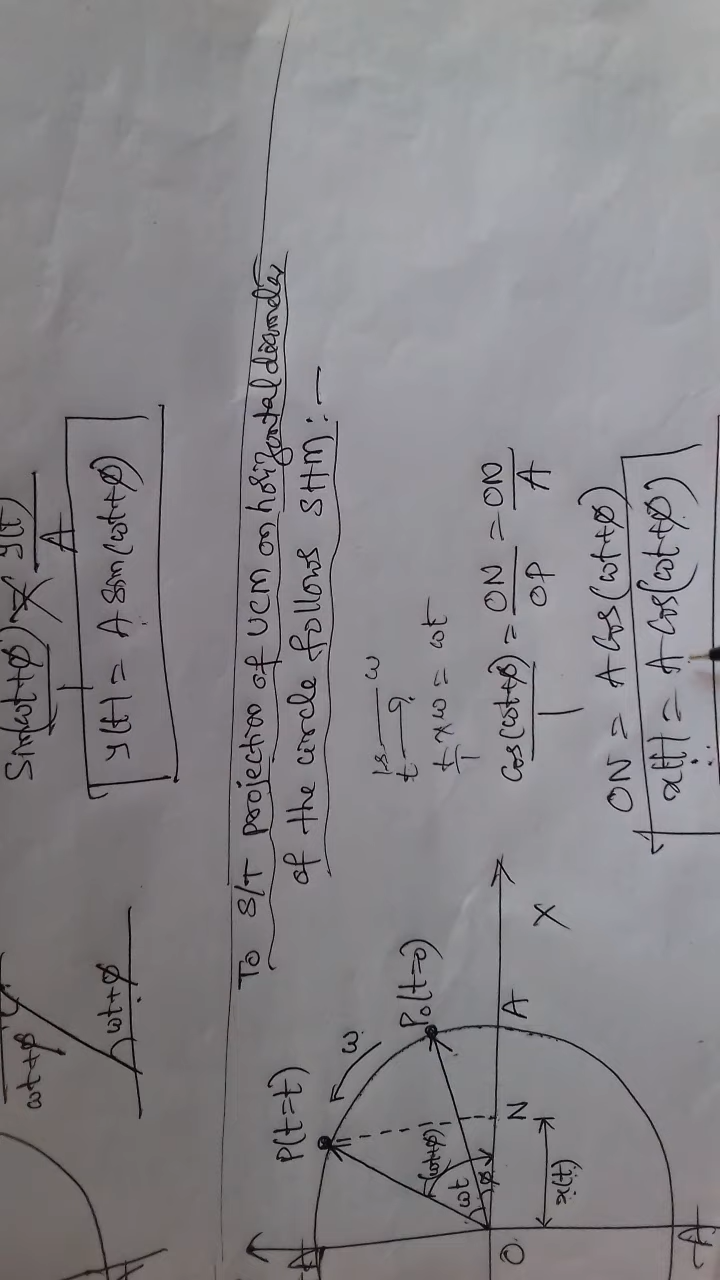 Sin(ωt+φ) = y(t)/A
y(t) = A Sin(ωt+φ)
ωt+φ
ωt+φ
A
To S/T projection of UCM on horizontal diameter
of the circle follows SHM:—
1s — ω
t — ?
t/1 × ω = ωt
Cos(ωt+φ) = ON/OP = ON/A
ON = A Cos(ωt+φ)
x(t) = A Cos(ωt+φ)
P(t=t)
ω
P₀(t=0)
(ωt+φ)
ωt
φ
O
N
A
X
x(t)
A
-A